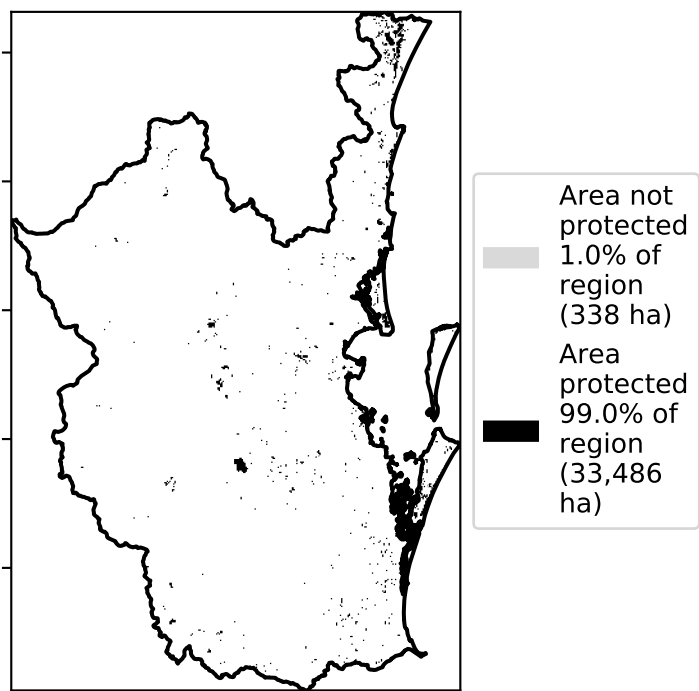 Area not
protected
1.0% of
region
(338 ha)
Area
protected
99.0% of
region
(33,486
ha)